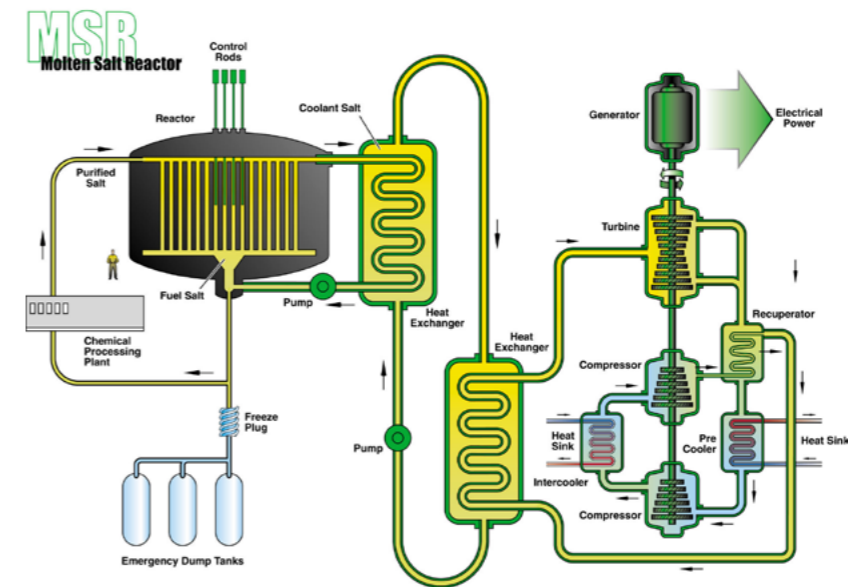 MSR
Molten Salt Reactor
Control
Rods
Reactor
Coolant Salt
Purified
Salt
Fuel Salt
Pump
Heat
Exchanger
Chemical
Processing
Plant
Freeze
Plug
Emergency Dump Tanks
Pump
Heat
Exchanger
Generator
Electrical
Power
Turbine
Recuperator
Compressor
Heat
Sink
Pre
Cooler
Heat Sink
Intercooler
Compressor